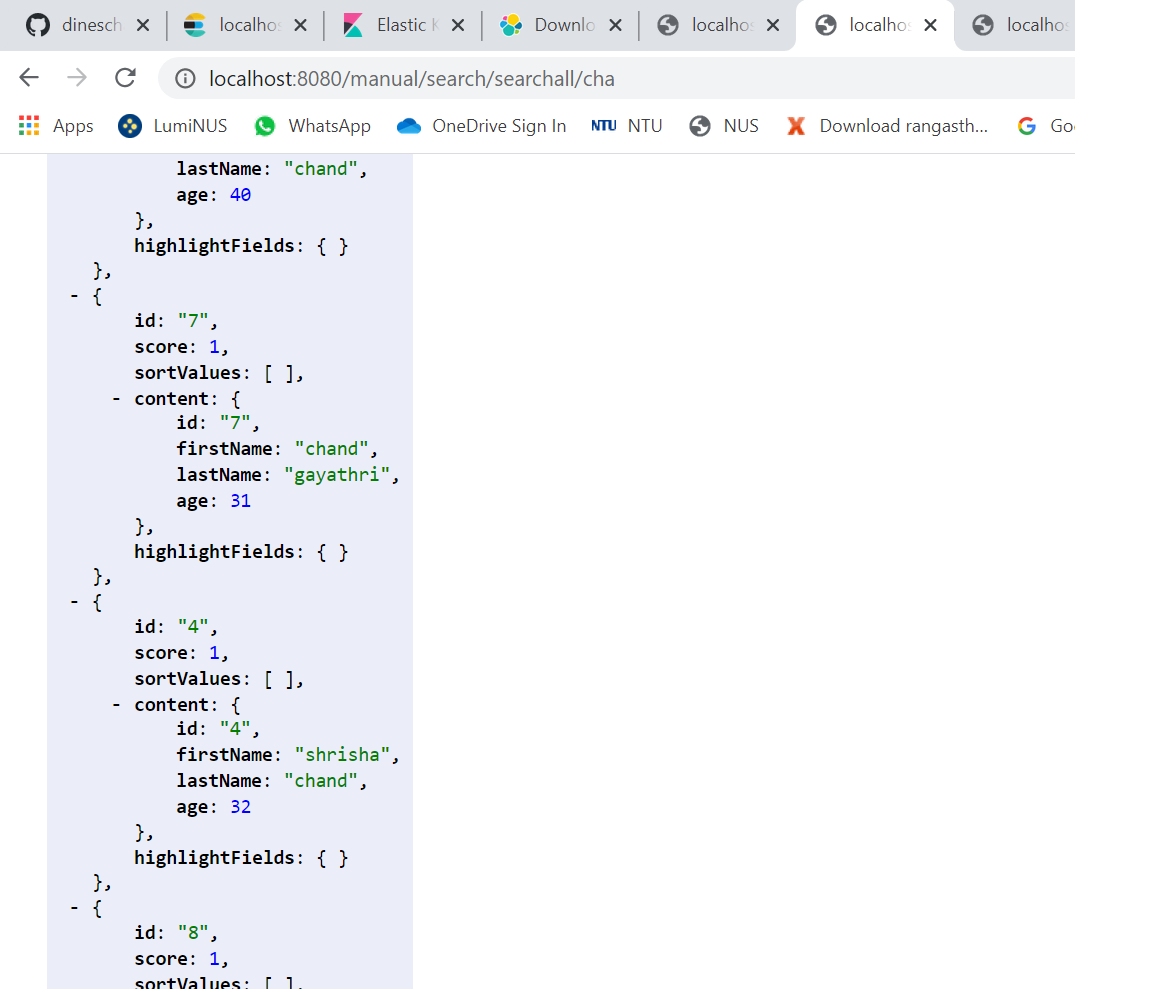 dinesch
localhos
Elastic K
Downlo
localhos
localhos
localhos
localhost:8080/manual/search/searchall/cha
Apps
LumiNUS
WhatsApp
OneDrive Sign In
NTU NTU
NUS
Download rangasth...
Goo
lastName: "chand",
age: 40
},
highlightFields: { }
},
- {
id: "7",
score: 1,
sortValues: [ ],
- content: {
id: "7",
firstName: "chand",
lastName: "gayathri",
age: 31
},
highlightFields: { }
},
- {
id: "4",
score: 1,
sortValues: [ ],
- content: {
id: "4",
firstName: "shrisha",
lastName: "chand",
age: 32
},
highlightFields: { }
},
- {
id: "8",
score: 1,
sortValues: [ ],